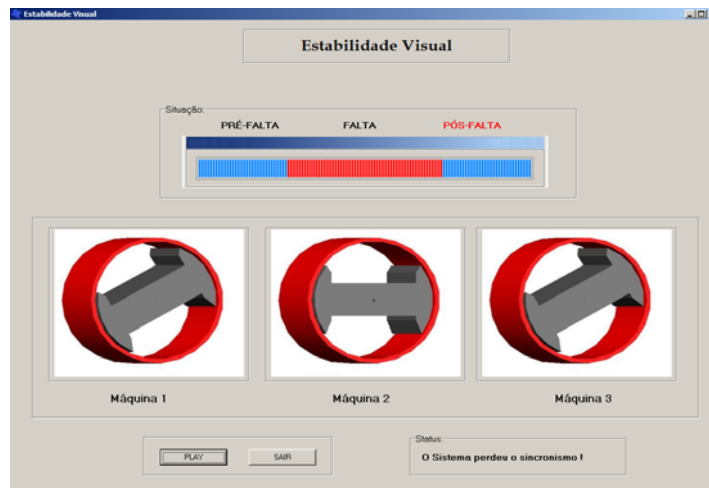 Estabilidade Visual
Estabilidade Visual
Situação:
PRÉ-FALTA FALTA PÓS-FALTA
Máquina 1 Máquina 2 Máquina 3
PLAY SAIR
Status:
O Sistema perdeu o sincronismo !